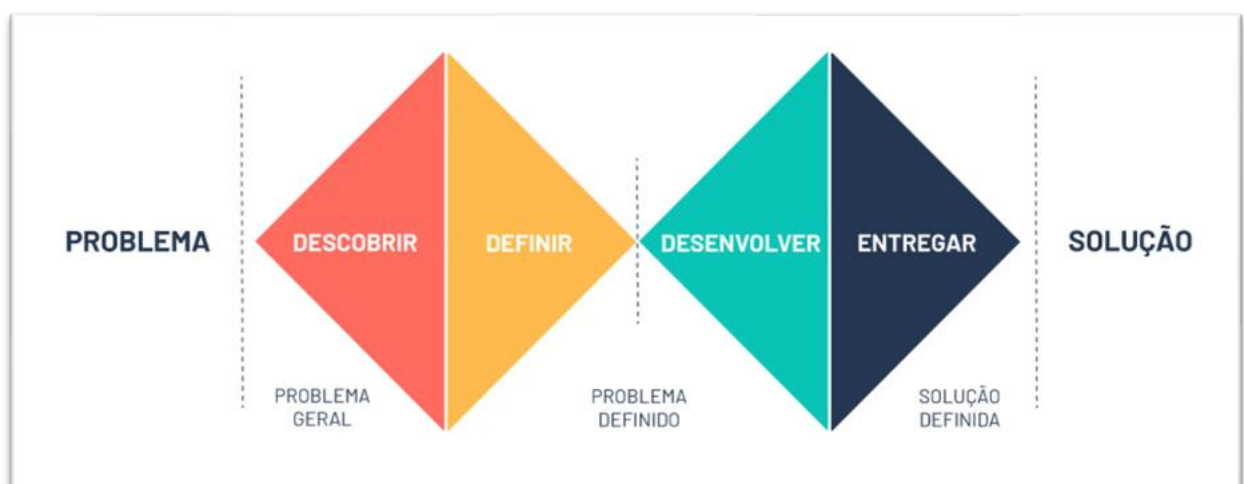 PROBLEMA
DESCOBRIR
DEFINIR
DESENVOLVER
ENTREGAR
SOLUÇÃO
PROBLEMA
GERAL
PROBLEMA
DEFINIDO
SOLUÇÃO
DEFINIDA